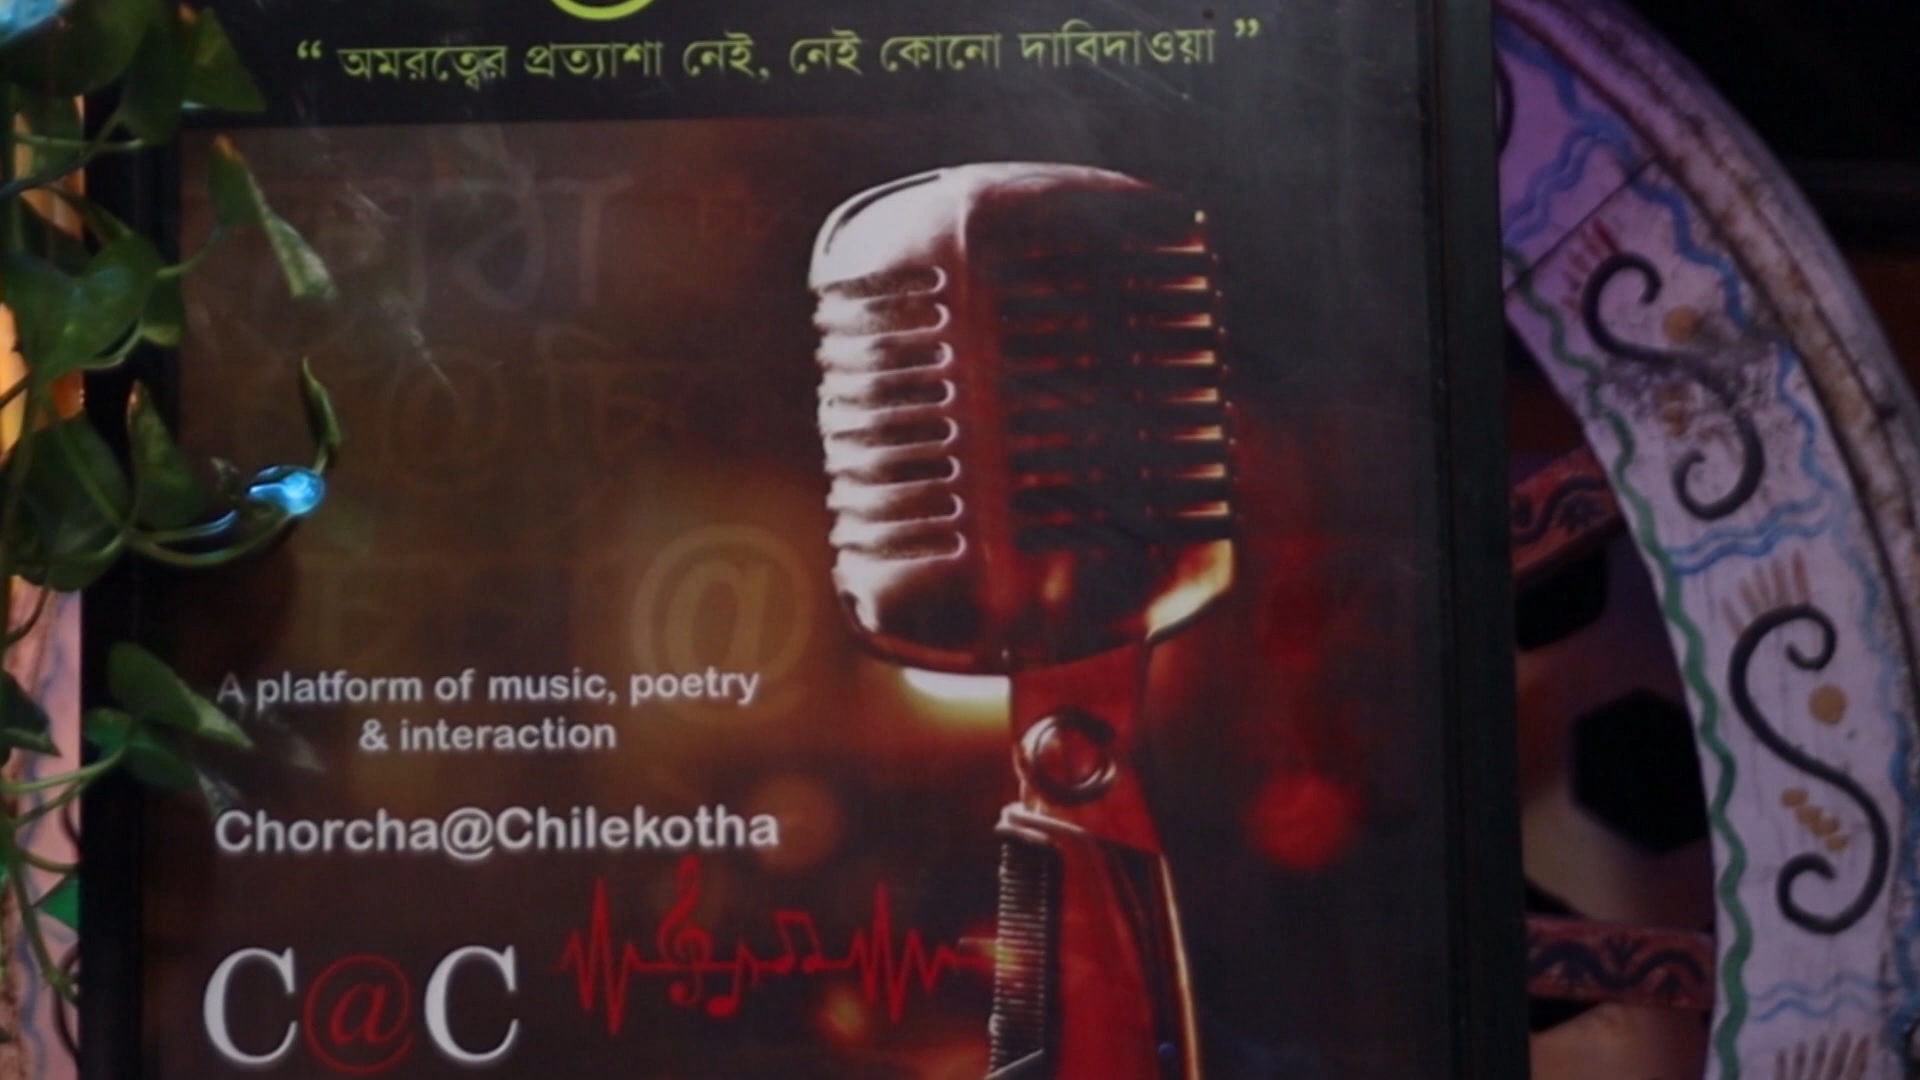 “ অমরত্বের প্রত্যাশা নেই, নেই কোনো দাবিদাওয়া ”
A platform of music, poetry
& interaction
Chorcha@Chilekotha
C@C